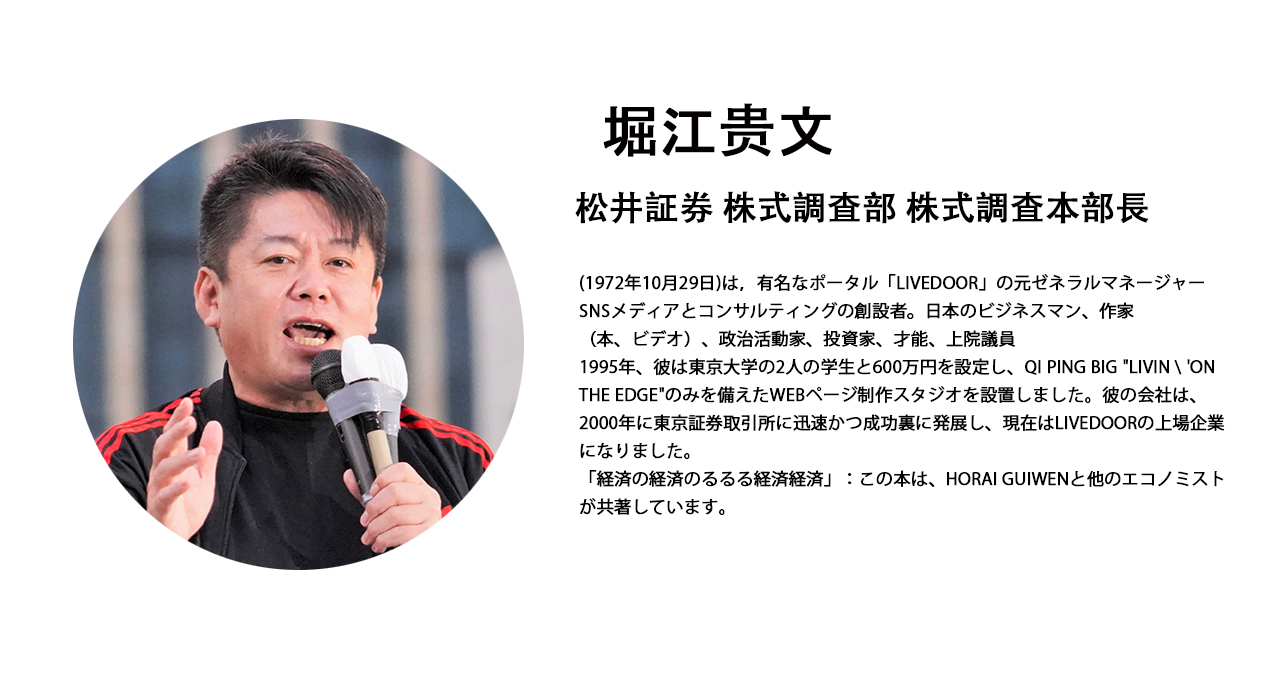 堀江贵文
松井証券 株式調査部 株式調査本部長
(1972年10月29日)は，有名なポータル「LIVEDOOR」の元ゼネラルマネージャー
SNSメディアとコンサルティングの創設者。日本のビジネスマン、作家
（本、ビデオ）、政治活動家、投資家、才能、上院議員
1995年、彼は東京大学の2人の学生と600万円を設定し、QI PING BIG "LIVIN \ 'ON
THE EDGE"のみを備えたWEBページ制作スタジオを設置しました。彼の会社は、
2000年に東京証券取引所に迅速かつ成功裏に発展し、現在はLIVEDOORの上場企業
になりました。
「経済の経済のるるる経済経済」：この本は、HORAI GUIWENと他のエコノミスト
が共著しています。